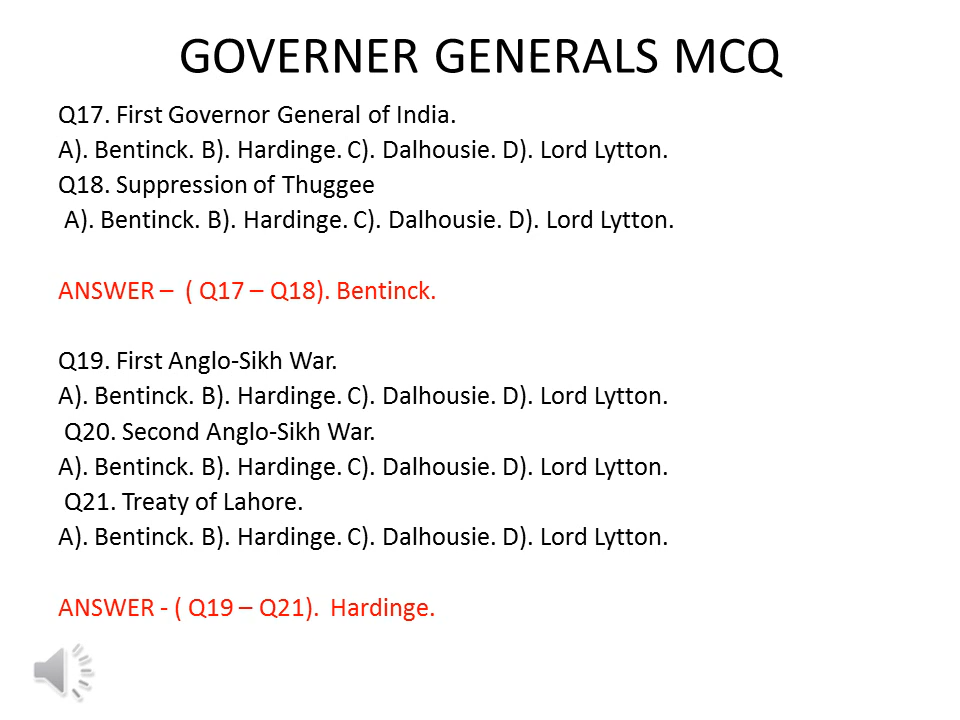 GOVERNER GENERALS MCQ
Q17. First Governor General of India.
A). Bentinck. B). Hardinge. C). Dalhousie. D). Lord Lytton.
Q18. Suppression of Thuggee
A). Bentinck. B). Hardinge. C). Dalhousie. D). Lord Lytton.
ANSWER – ( Q17 – Q18). Bentinck.
Q19. First Anglo-Sikh War.
A). Bentinck. B). Hardinge. C). Dalhousie. D). Lord Lytton.
Q20. Second Anglo-Sikh War.
A). Bentinck. B). Hardinge. C). Dalhousie. D). Lord Lytton.
Q21. Treaty of Lahore.
A). Bentinck. B). Hardinge. C). Dalhousie. D). Lord Lytton.
ANSWER - ( Q19 – Q21). Hardinge.